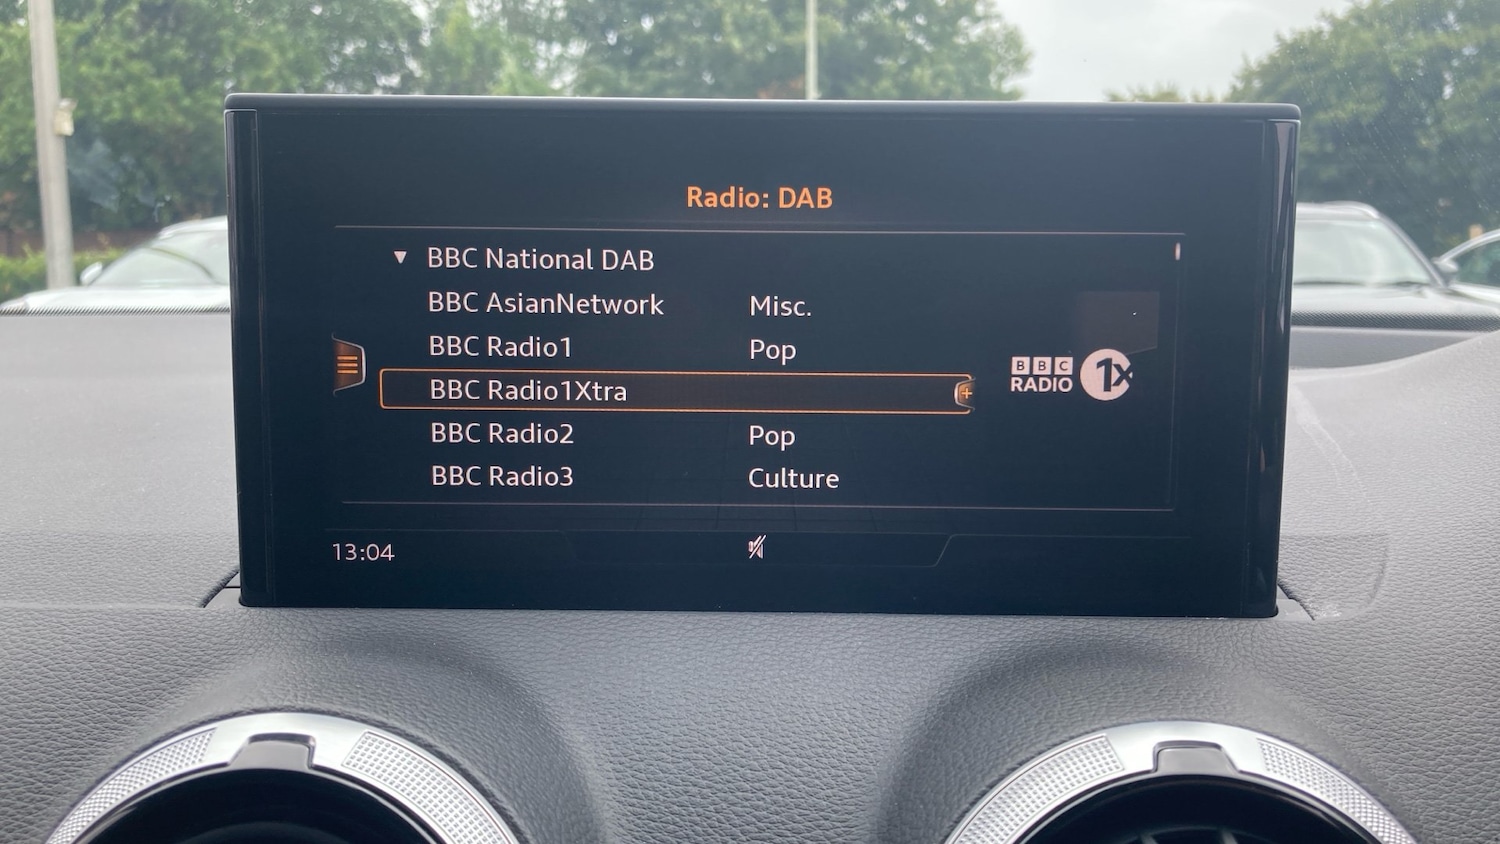 Radio: DAB
BBC National DAB
BBC AsianNetwork Misc.
BBC Radio1 Pop
BBC Radio1Xtra
BBC Radio2 Pop
BBC Radio3 Culture
BBC
RADIO 1X
13:04